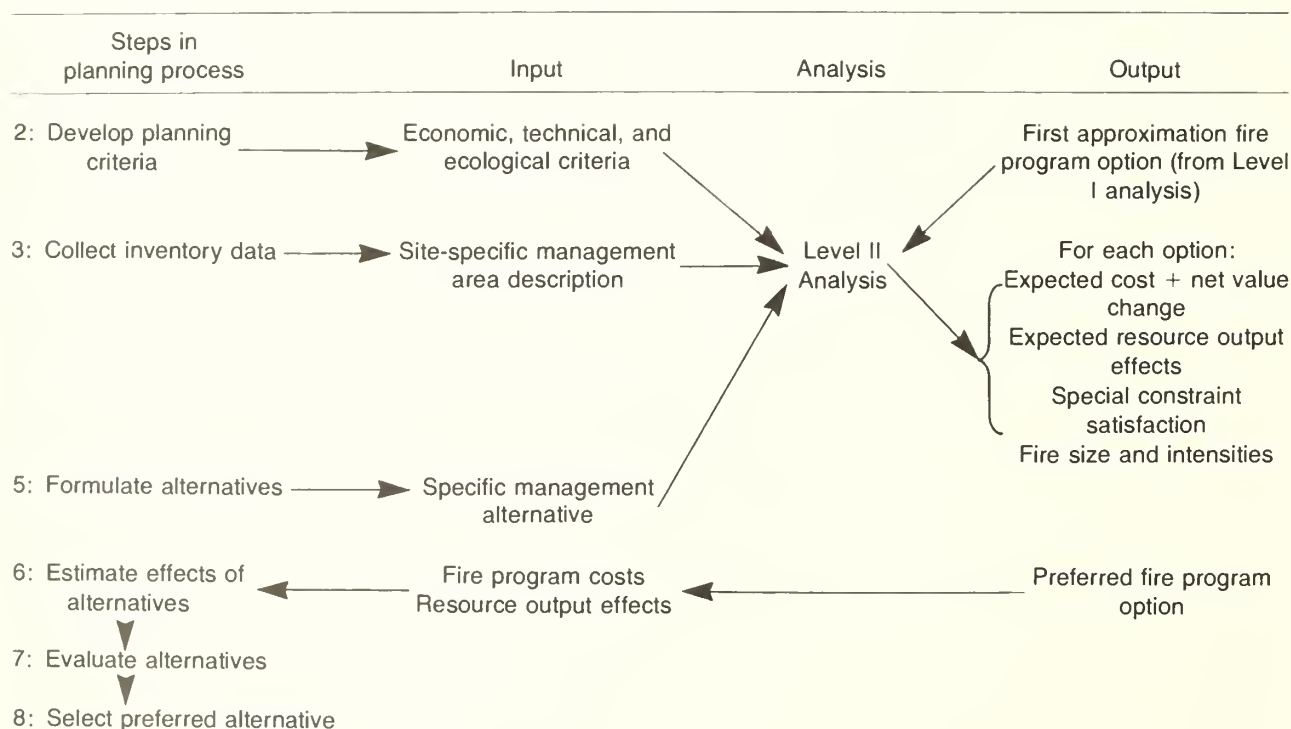 Steps in
planning process
Input
Analysis
Output
2: Develop planning
criteria
Economic, technical, and
ecological criteria
First approximation fire
program option (from Level
I analysis)
3: Collect inventory data
Site-specific management
area description
Level II
Analysis
For each option:
Expected cost + net value
change
Expected resource output
effects
Special constraint
satisfaction
Fire size and intensities
5: Formulate alternatives
Specific management
alternative
6: Estimate effects of
alternatives
Fire program costs
Resource output effects
Preferred fire program
option
7: Evaluate alternatives
8: Select preferred alternative